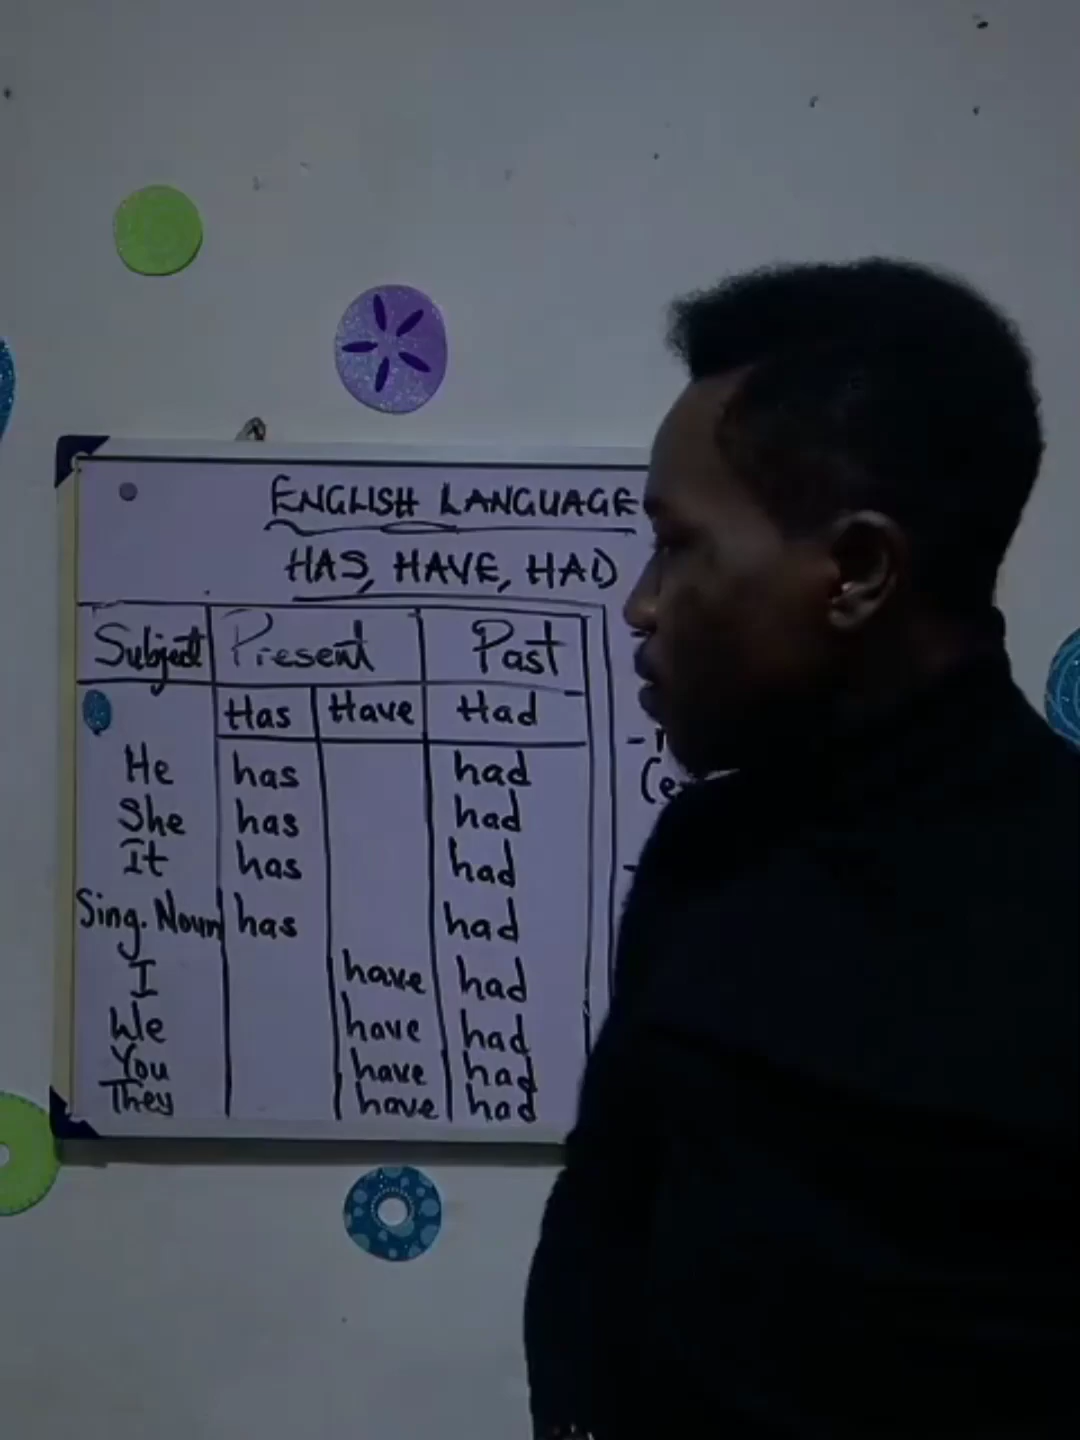 ENGLISH LANGUAGE
HAS, HAVE, HAD
Subject Present Past
Has Have Had
He has had
She has had
It has had
Sing. Noun has had
I have had
We have had
You have had
They have had